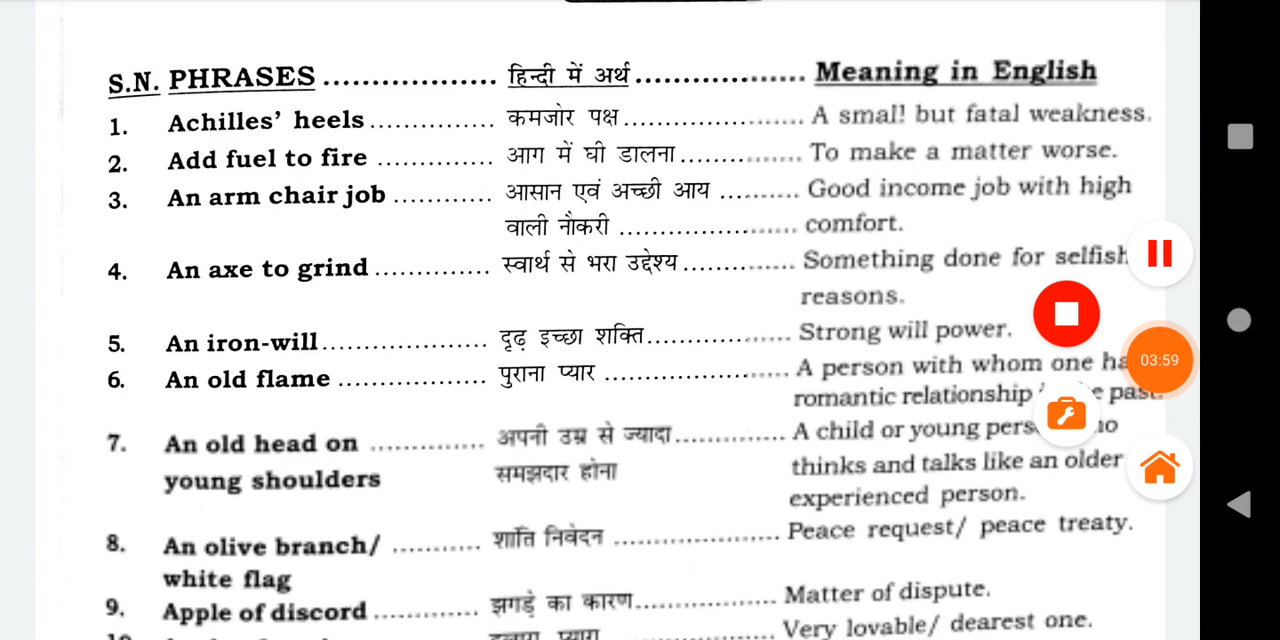 S.N. PHRASES .................. हिन्दी में अर्थ .................. Meaning in English
1. Achilles' heels ............... कमजोर पक्ष .......................... A small but fatal weakness.
2. Add fuel to fire .............. आग में घी डालना ................. To make a matter worse.
3. An arm chair job ............ आसान एवं अच्छी आय .......... Good income job with high
वाली नौकरी .......................... comfort.
4. An axe to grind .............. स्वार्थ से भरा उद्देश्य .............. Something done for selfish
reasons.
5. An iron-will .................... दृढ़ इच्छा शक्ति .................... Strong will power.
6. An old flame .................. पुराना प्यार .......................... A person with whom one
romantic relationship past.
7. An old head on .............. अपनी उम्र से ज्यादा .............. A child or young
young shoulders समझदार होना thinks and talks like an older
experienced person.
8. An olive branch/ ........... शांति निवेदन ...................... Peace request/ peace treaty.
white flag
9. Apple of discord ............. झगड़े का कारण ................... Matter of dispute.
Very lovable/ dearest one.
03:59